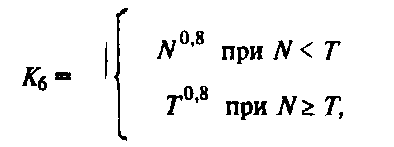 N^0,8 при N < T
K6 =
T^0,8 при N ≥ T,